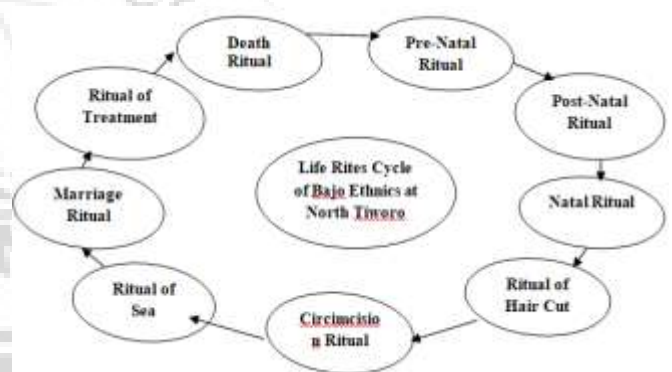 Death
Ritual
Pre-Natal
Ritual
Post-Natal
Ritual
Natal Ritual
Ritual of
Hair Cut
Circimcisio
n Ritual
Ritual of
Sea
Marriage
Ritual
Ritual of
Treatment
Life Rites Cycle
of Bajo Ethnics at
North Tiworo